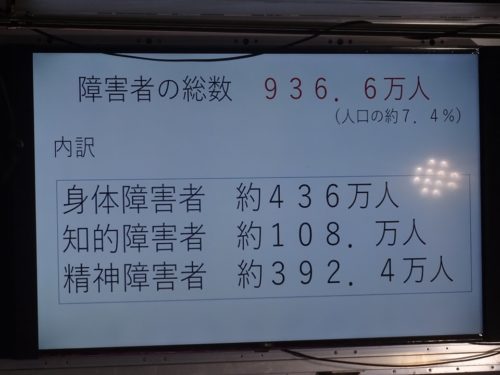 障害者の総数　９３６．６万人
（人口の約７．４％）
内訳
身体障害者　約４３６万人
知的障害者　約１０８．万人
精神障害者　約３９２．４万人